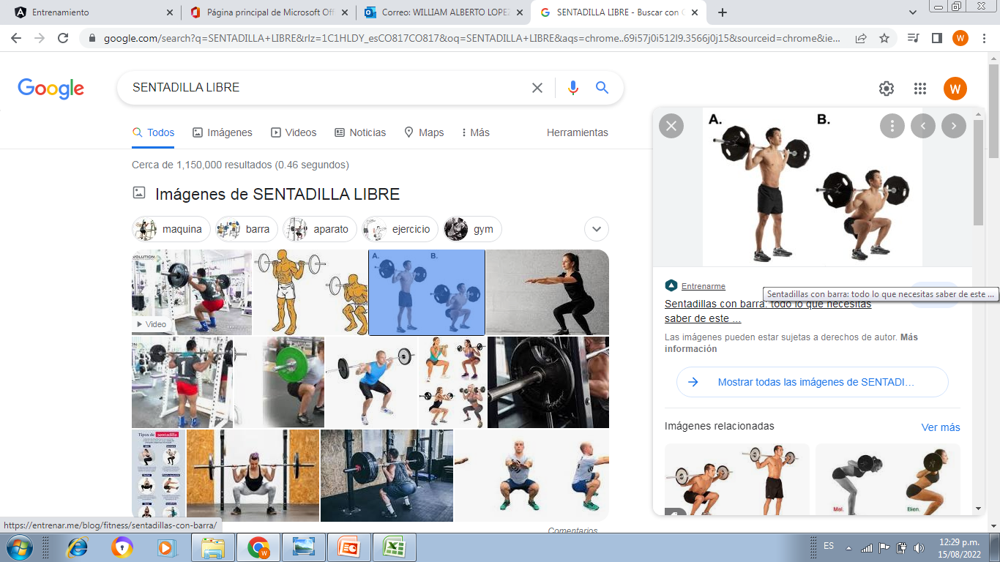 Entrenamiento
Página principal de Microsoft Off
Correo: WILLIAM ALBERTO LOPEZ
SENTADILLA LIBRE - Buscar con G
google.com/search?q=SENTADILLA+LIBRE&rlz=1C1HLDY_esCO817CO817&oq=SENTADILLA+LIBRE&aqs=chrome..69i57j0i512l9.3566j0j15&sourceid=chrome&ie...
W
Google
SENTADILLA LIBRE
W
Todos
Imágenes
Videos
Noticias
Maps
Más
Herramientas
Cerca de 1,150,000 resultados (0.46 segundos)
Imágenes de SENTADILLA LIBRE
maquina
barra
aparato
ejercicio
gym
VOLUTION
A.
B.
Video
1
Tipos de sentadilla
Comentarios
A.
B.
Entrenarme
Sentadillas con barra: todo lo que necesitas saber de este ...
Sentadillas con barra: todo lo que necesitas
saber de este ...
Las imágenes pueden estar sujetas a derechos de autor. Más
información
Mostrar todas las imágenes de SENTADI...
Imágenes relacionadas
Ver más
Mal.
Bien.
https://entrenar.me/blog/fitness/sentadillas-con-barra/
W
ES
12:29 p.m.
15/08/2022